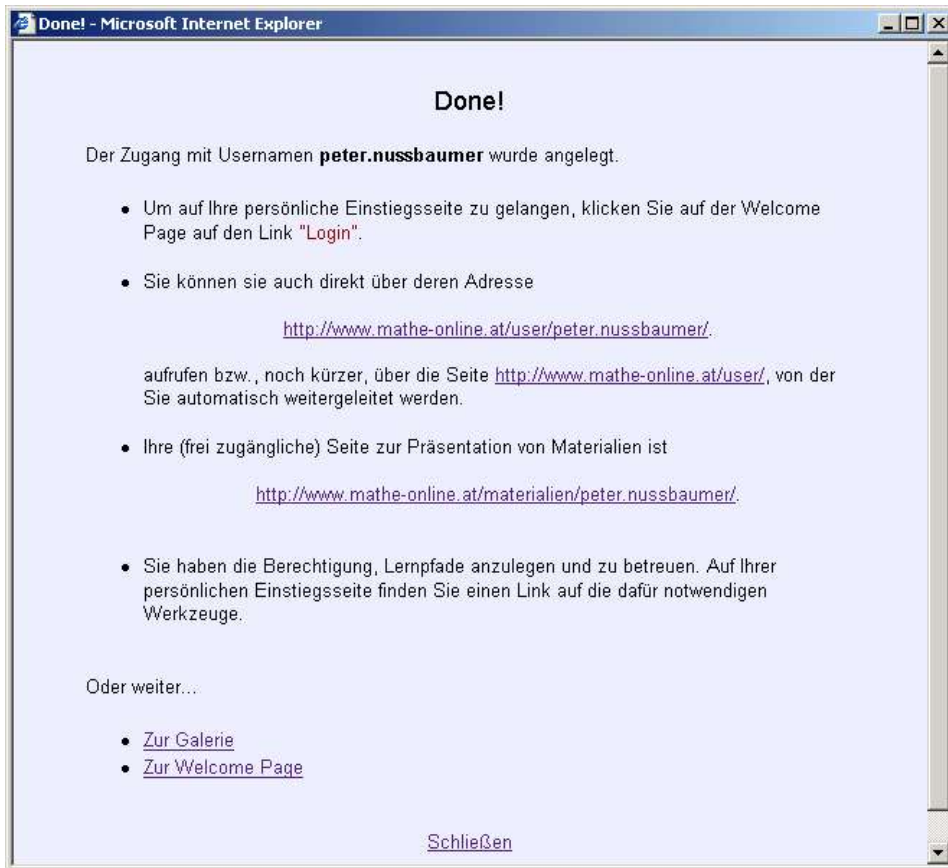 Done! - Microsoft Internet Explorer
Done!
Der Zugang mit Usernamen peter.nussbaumer wurde angelegt.
Um auf Ihre persönliche Einstiegsseite zu gelangen, klicken Sie auf der Welcome
Page auf den Link "Login".
Sie können sie auch direkt über deren Adresse
http://www.mathe-online.at/user/peter.nussbaumer/.
aufrufen bzw., noch kürzer, über die Seite http://www.mathe-online.at/user/, von der
Sie automatisch weitergeleitet werden.
Ihre (frei zugängliche) Seite zur Präsentation von Materialien ist
http://www.mathe-online.at/materialien/peter.nussbaumer/.
Sie haben die Berechtigung, Lernpfade anzulegen und zu betreuen. Auf Ihrer
persönlichen Einstiegsseite finden Sie einen Link auf die dafür notwendigen
Werkzeuge.
Oder weiter...
Zur Galerie
Zur Welcome Page
Schließen